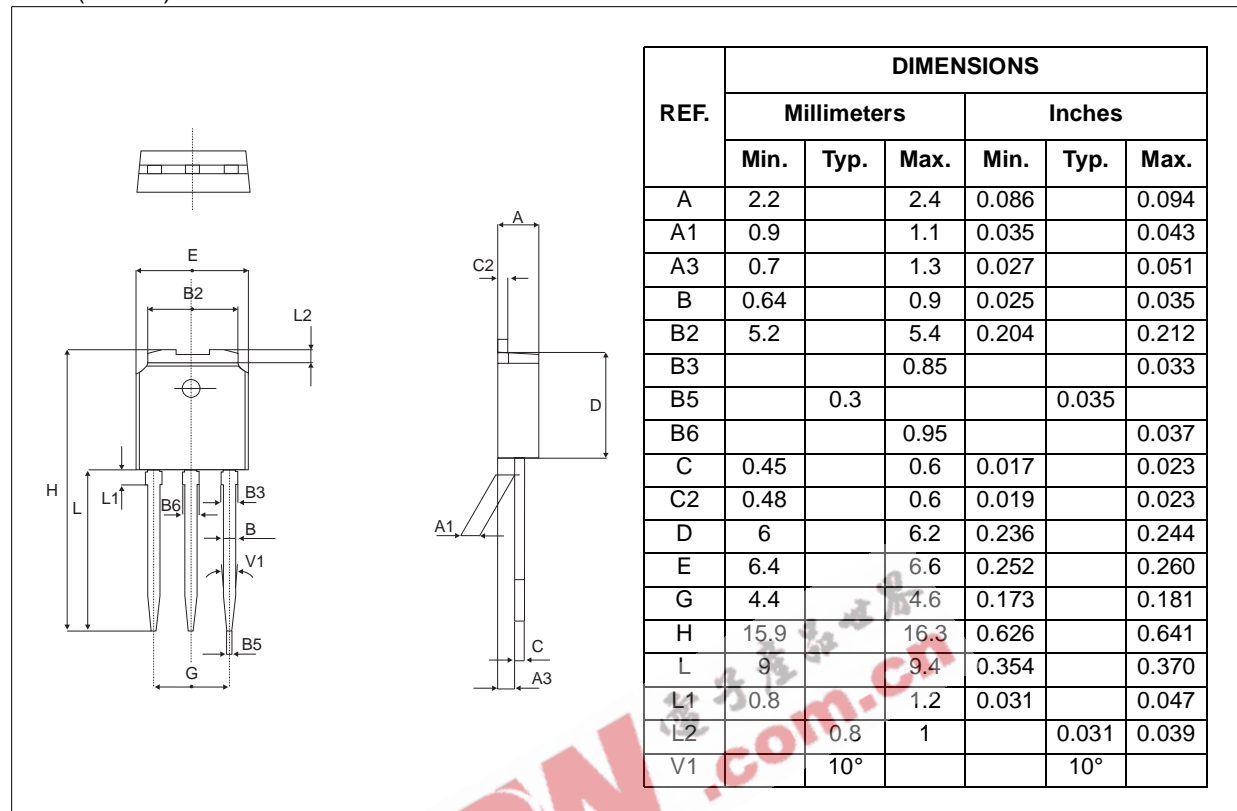 DIMENSIONS
REF. Millimeters Inches
Min. Typ. Max. Min. Typ. Max.
A 2.2 2.4 0.086 0.094
A1 0.9 1.1 0.035 0.043
A3 0.7 1.3 0.027 0.051
B 0.64 0.9 0.025 0.035
B2 5.2 5.4 0.204 0.212
B3 0.85 0.033
B5 0.3 0.035
B6 0.95 0.037
C 0.45 0.6 0.017 0.023
C2 0.48 0.6 0.019 0.023
D 6 6.2 0.236 0.244
E 6.4 6.6 0.252 0.260
G 4.4 4.6 0.173 0.181
H 15.9 16.3 0.626 0.641
L 9 9.4 0.354 0.370
L1 0.8 1.2 0.031 0.047
L2 0.8 1 0.031 0.039
V1 10° 10°
E
B2
L2
H
L
L1
B6
B3
B
V1
B5
G
A
C2
D
A1
C
A3
电子産品世界
.com.cn